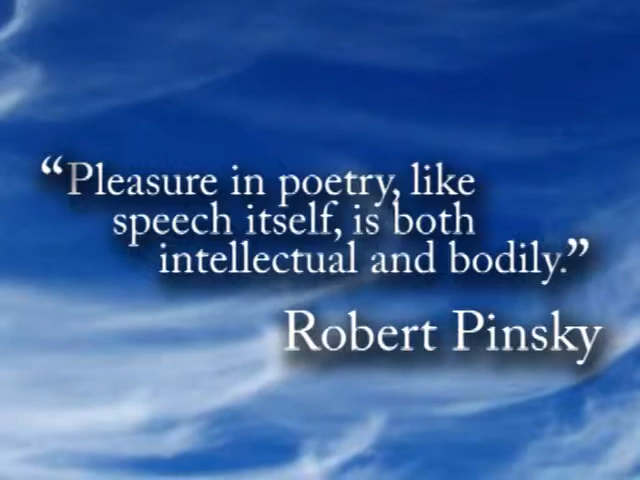 “Pleasure in poetry, like
speech itself, is both
intellectual and bodily.”
Robert Pinsky